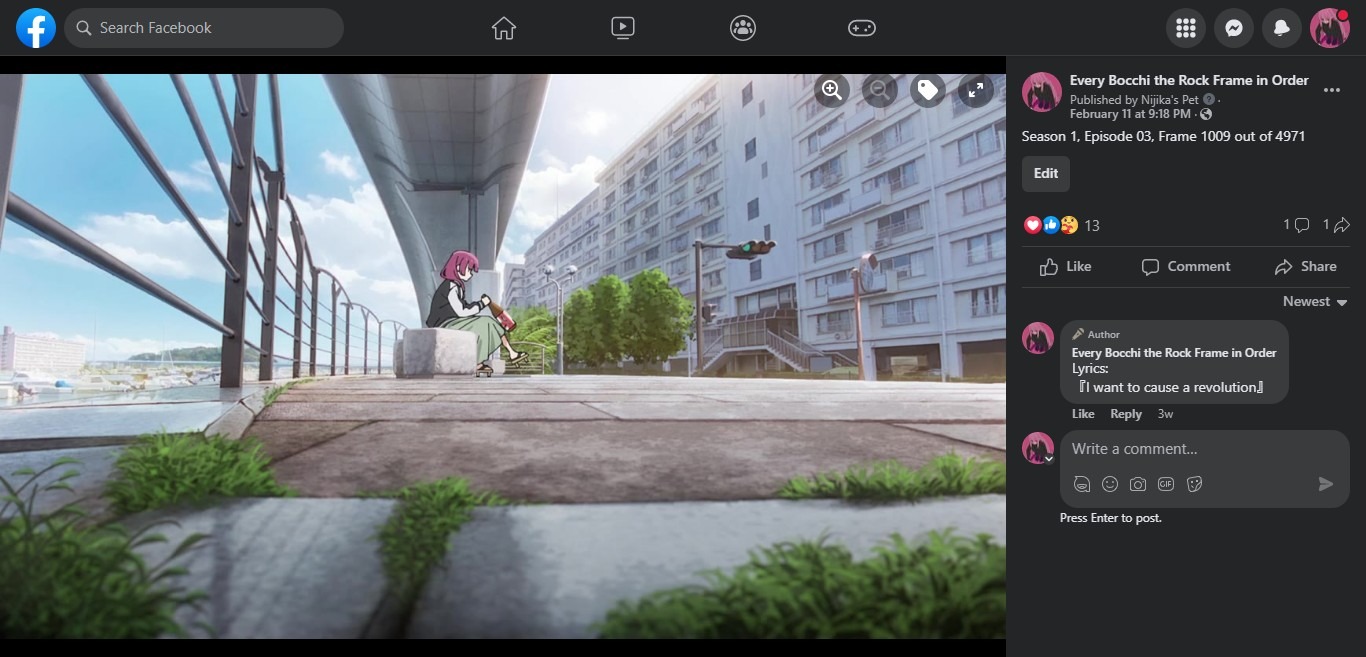 Search Facebook
Every Bocchi the Rock Frame in Order
Published by Nijika's Pet ·
February 11 at 9:18 PM ·
Season 1, Episode 03, Frame 1009 out of 4971
Edit
13
1
1
Like
Comment
Share
Newest
Author
Every Bocchi the Rock Frame in Order
Lyrics:
『I want to cause a revolution』
Like Reply 3w
Write a comment...
GIF
Press Enter to post.